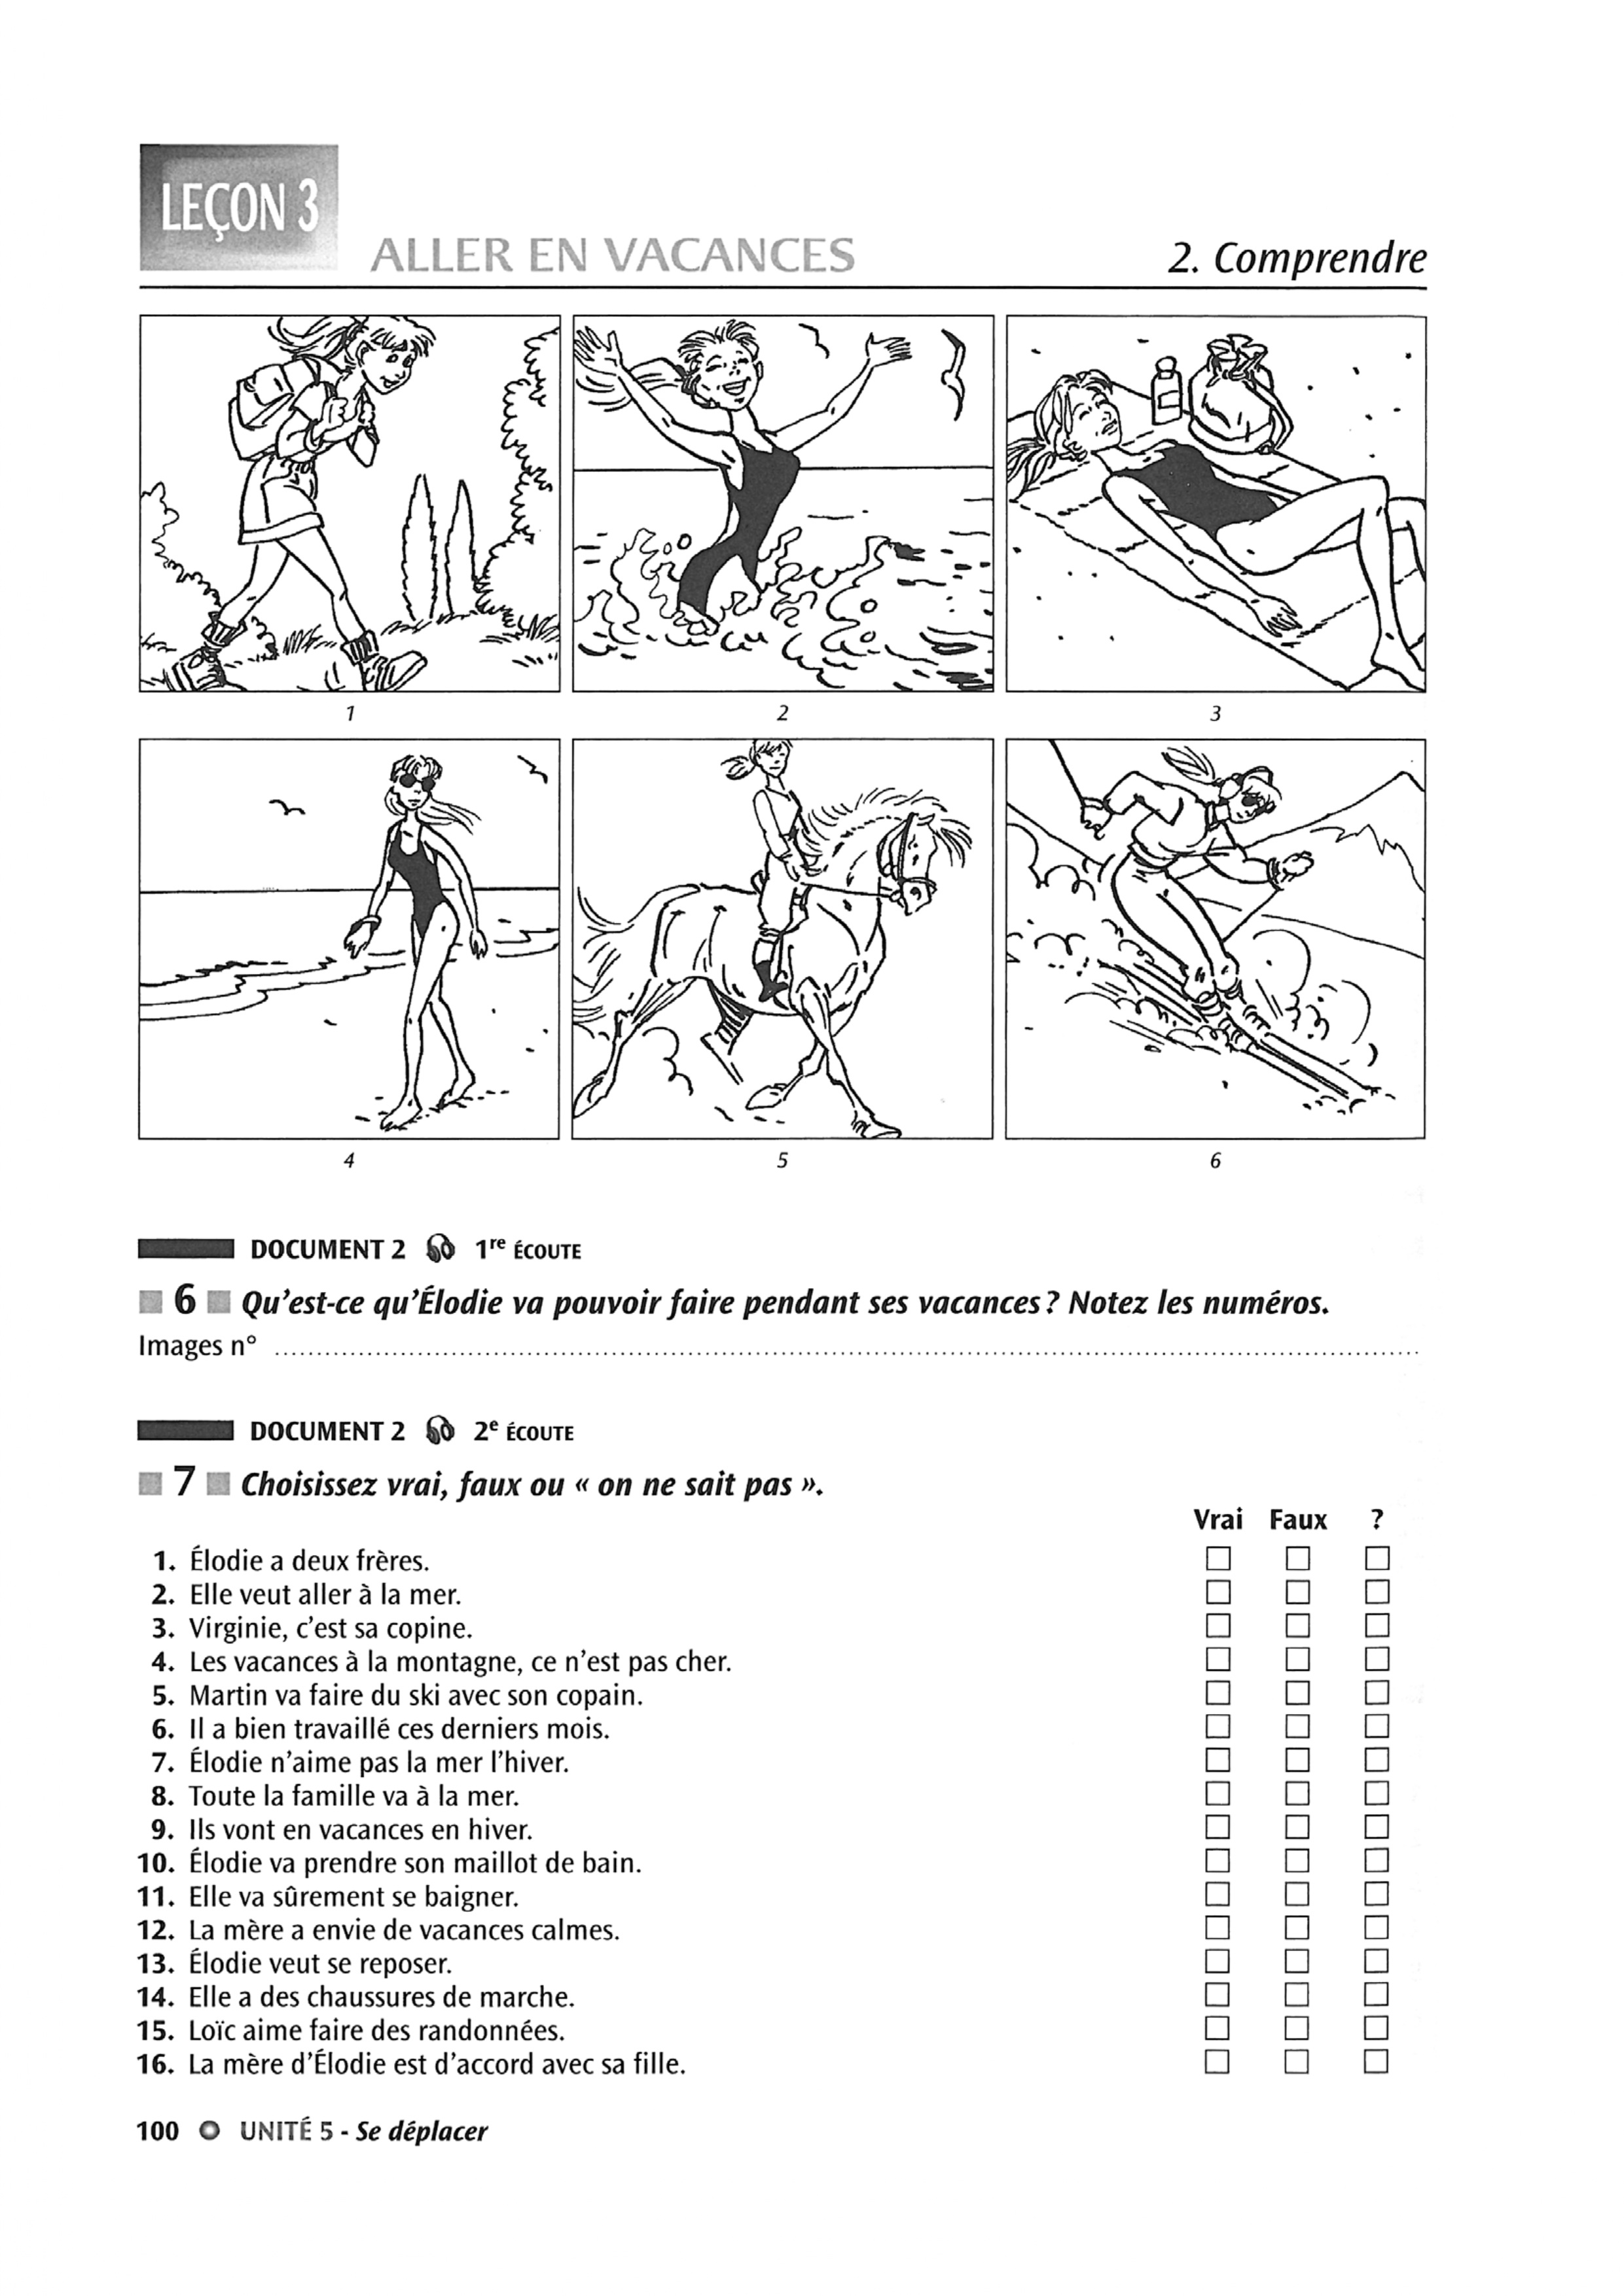 LEÇON 3
ALLER EN VACANCES
2. Comprendre
1
2
3
4
5
6
DOCUMENT 2 1re ÉCOUTE
6 Qu'est-ce qu'Élodie va pouvoir faire pendant ses vacances ? Notez les numéros.
Images n° ....................
DOCUMENT 2 2e ÉCOUTE
7 Choisissez vrai, faux ou « on ne sait pas ».
Vrai Faux ?
1. Élodie a deux frères.
2. Elle veut aller à la mer.
3. Virginie, c'est sa copine.
4. Les vacances à la montagne, ce n'est pas cher.
5. Martin va faire du ski avec son copain.
6. Il a bien travaillé ces derniers mois.
7. Élodie n'aime pas la mer l'hiver.
8. Toute la famille va à la mer.
9. Ils vont en vacances en hiver.
10. Élodie va prendre son maillot de bain.
11. Elle va sûrement se baigner.
12. La mère a envie de vacances calmes.
13. Élodie veut se reposer.
14. Elle a des chaussures de marche.
15. Loïc aime faire des randonnées.
16. La mère d'Élodie est d'accord avec sa fille.
100 UNITÉ 5 - Se déplacer